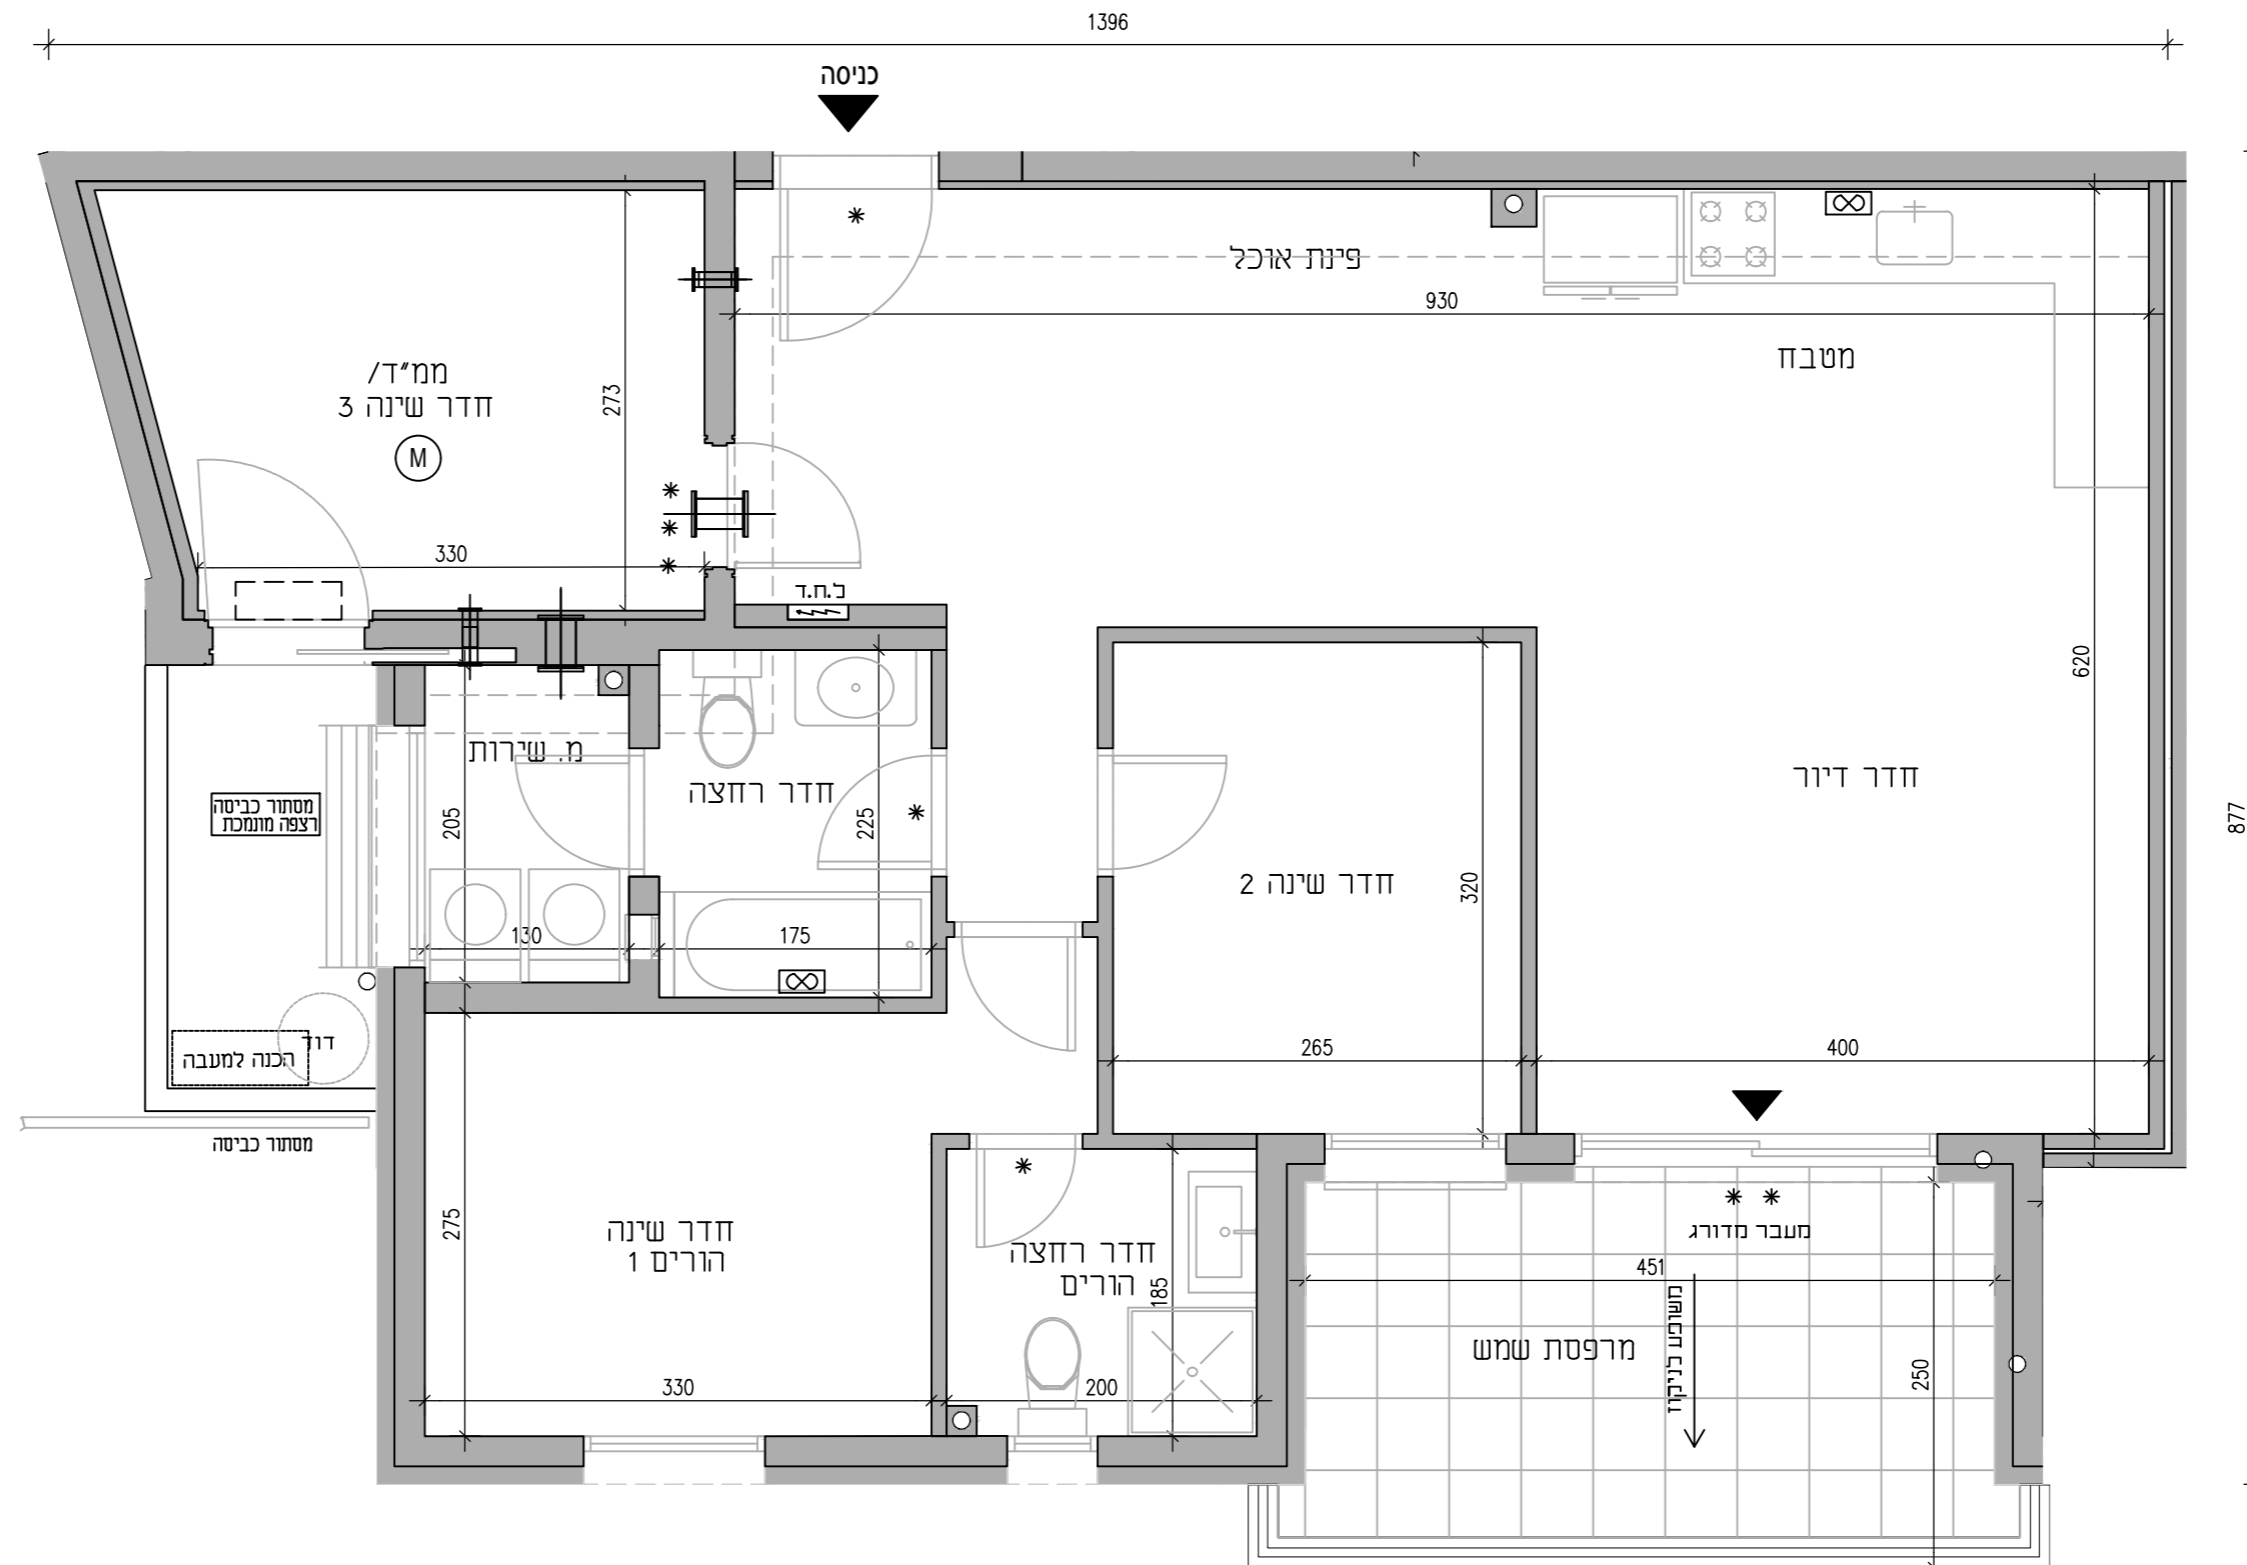 1396
כניסה
פינת אוכל
930
מטבח
ממ"ד/
חדר שינה 3
M
273
330
ל.ח.ד
620
מ. שירות
חדר רחצה
חדר דיור
מסתור כביסה
רצפה מונמכת
205
225
877
חדר שינה 2
320
130
175
דוד
הכנה למעבה
265
400
מסתור כביסה
275
חדר שינה
הורים 1
חדר רחצה
הורים
185
מעבר מדורג
451
משופע לניקוז
מרפסת שמש
250
330
200